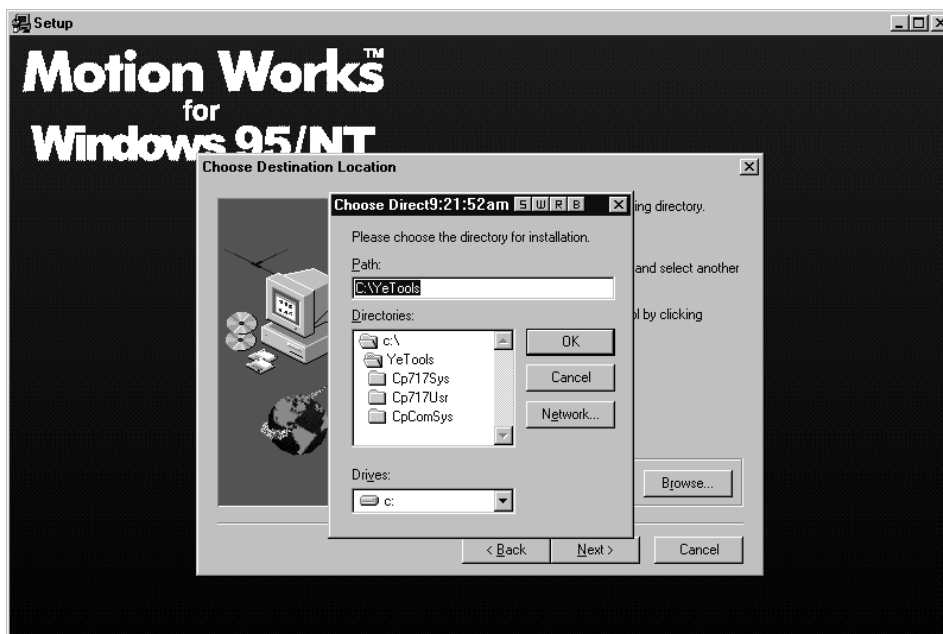 Setup
Motion Works™
for
Windows 95/NT
Choose Destination Location
ing directory.
and select another
by clicking
Choose Direct9:21:52am S W R B
Please choose the directory for installation.
Path:
C:\YeTools
Directories:
c:\
YeTools
Cp717Sys
Cp717Usr
CpComSys
OK
Cancel
Network...
Drives:
c:
Browse...
< Back
Next >
Cancel